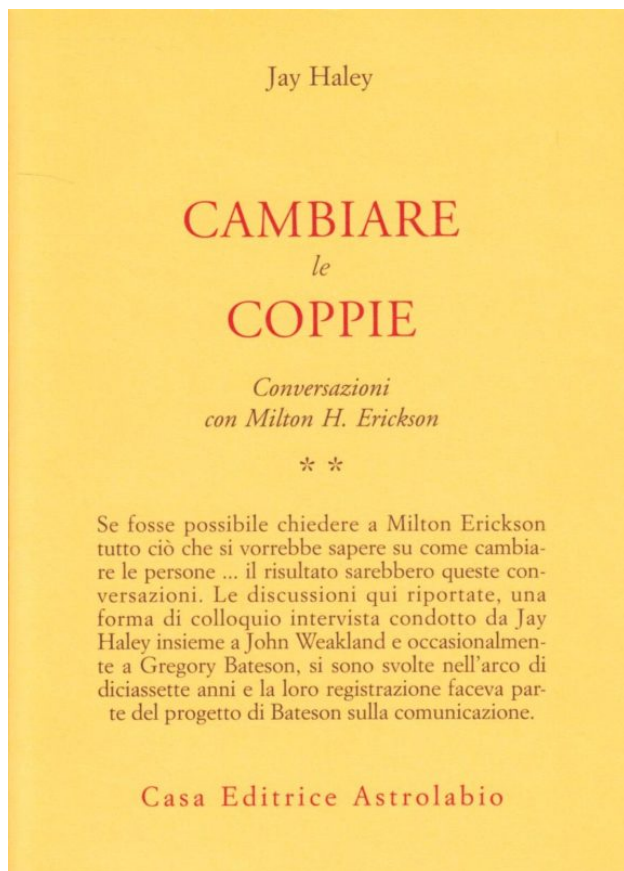 Jay Haley
CAMBIARE
le
COPPIE
Conversazioni
con Milton H. Erickson
* *
Se fosse possibile chiedere a Milton Erickson
tutto ciò che si vorrebbe sapere su come cambia-
re le persone ... il risultato sarebbero queste con-
versazioni. Le discussioni qui riportate, una
forma di colloquio intervista condotto da Jay
Haley insieme a John Weakland e occasionalmen-
te a Gregory Bateson, si sono svolte nell'arco di
diciassette anni e la loro registrazione faceva par-
te del progetto di Bateson sulla comunicazione.
Casa Editrice Astrolabio